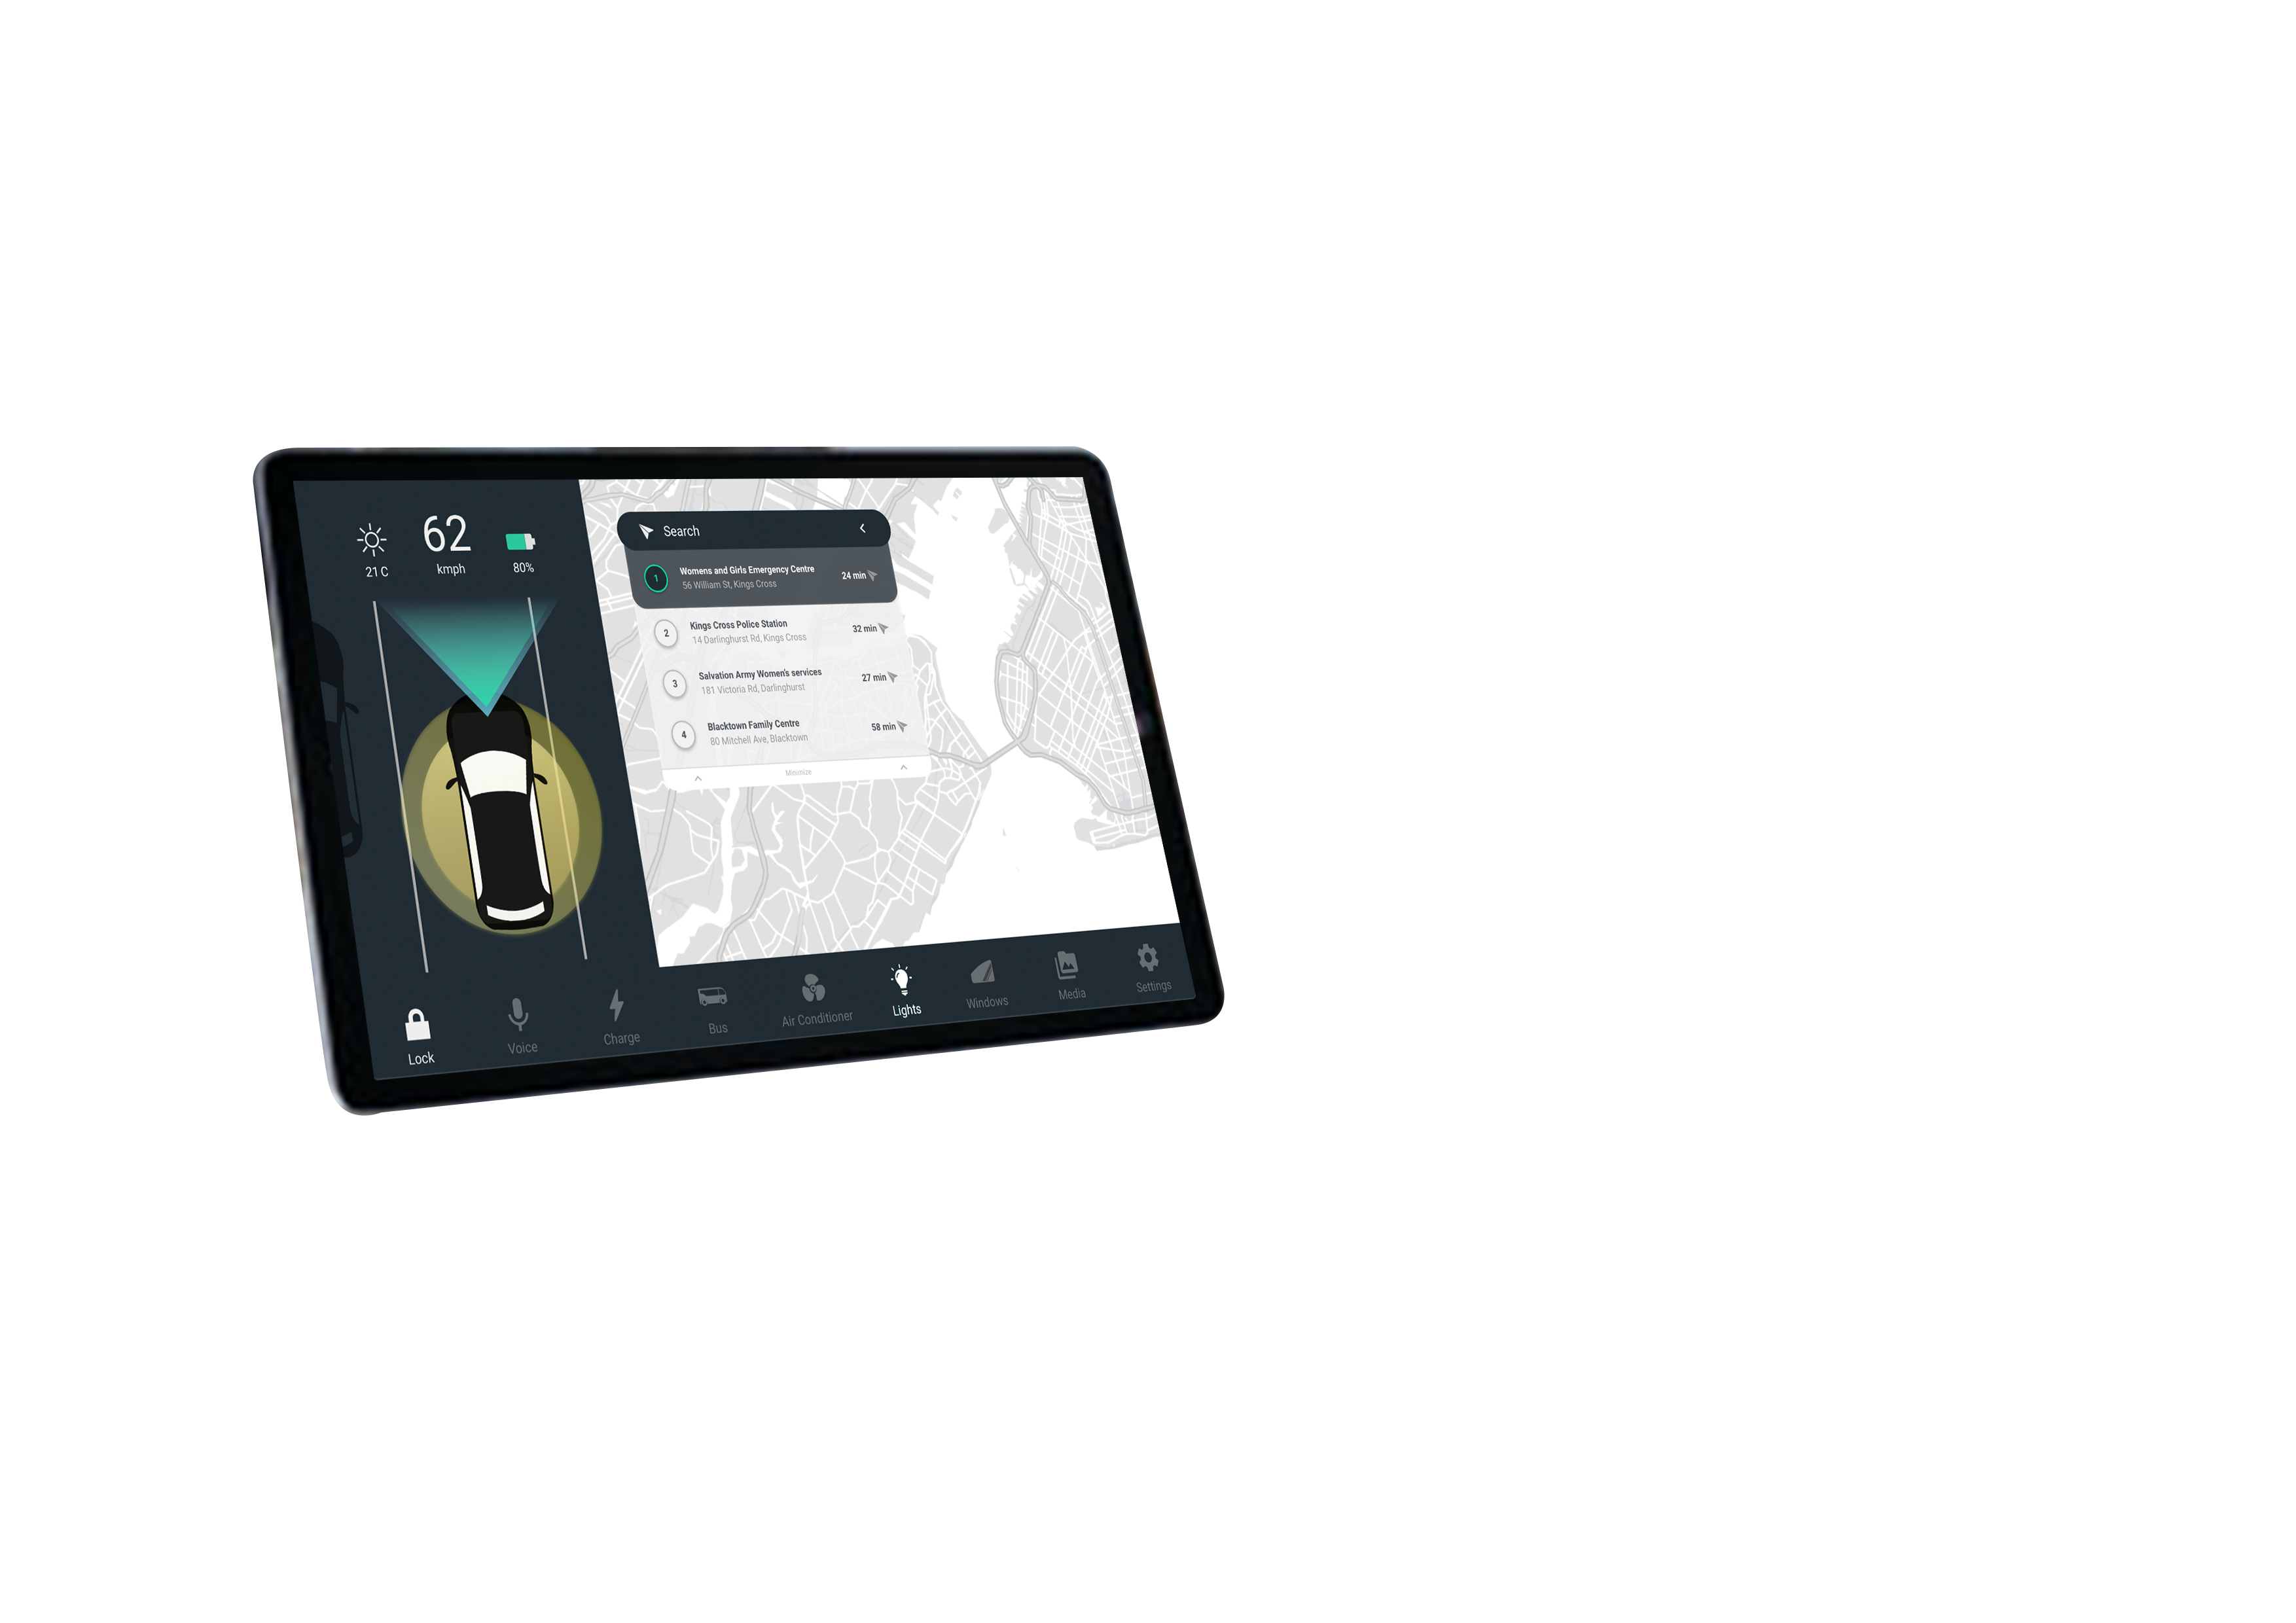 62
21 C
kmph
80%
Search
1
Womens and Girls Emergency Centre
56 William St, Kings Cross
24 min
2
Kings Cross Police Station
14 Darlinghurst Rd, Kings Cross
32 min
3
Salvation Army Women's services
181 Victoria Rd, Darlinghurst
27 min
4
Blacktown Family Centre
80 Mitchell Ave, Blacktown
58 min
Minimize
Lock
Voice
Charge
Bus
Air Conditioner
Lights
Windows
Media
Settings